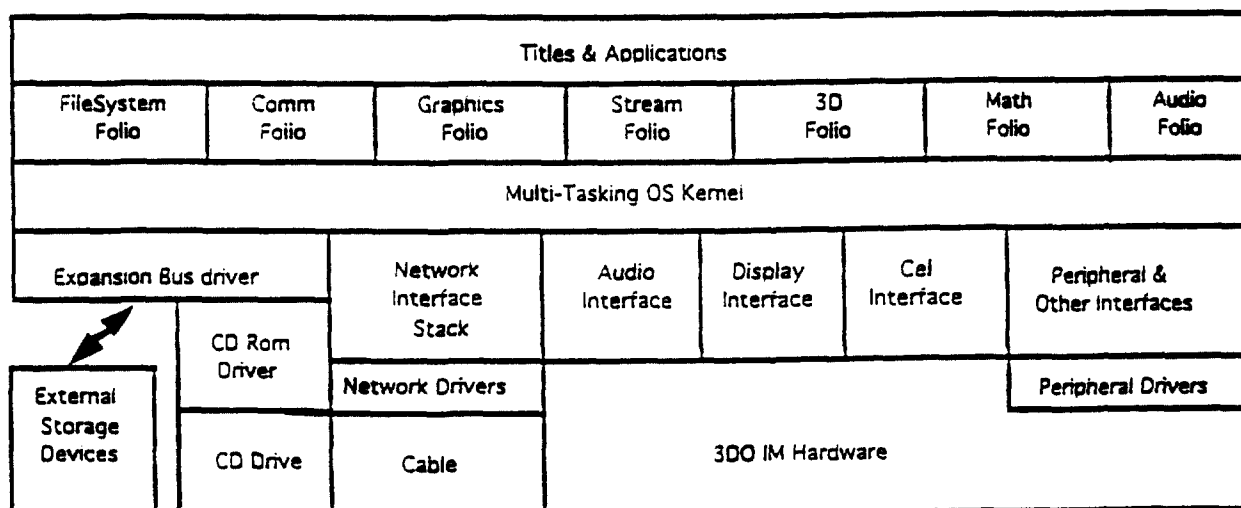 Titles & Applications
FileSystem Folio
Comm Folio
Graphics Folio
Stream Folio
3D Folio
Math Folio
Audio Folio
Multi-Tasking OS Kernel
Expansion Bus driver
Network Interface Stack
Audio Interface
Display Interface
Cel Interface
Peripheral & Other Interfaces
CD Rom Driver
Network Drivers
Peripheral Drivers
External Storage Devices
CD Drive
Cable
3DO IM Hardware